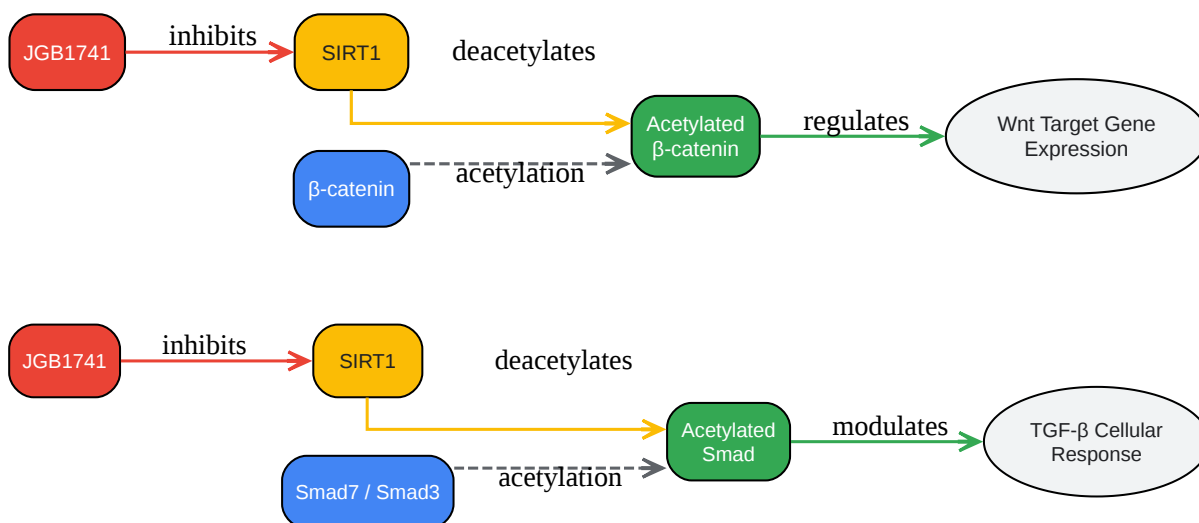 JGB1741
inhibits
SIRT1
deacetylates
Acetylated
β-catenin
regulates
Wnt Target Gene
Expression
β-catenin
acetylation
JGB1741
inhibits
SIRT1
deacetylates
Acetylated
Smad
modulates
TGF-β Cellular
Response
Smad7 / Smad3
acetylation